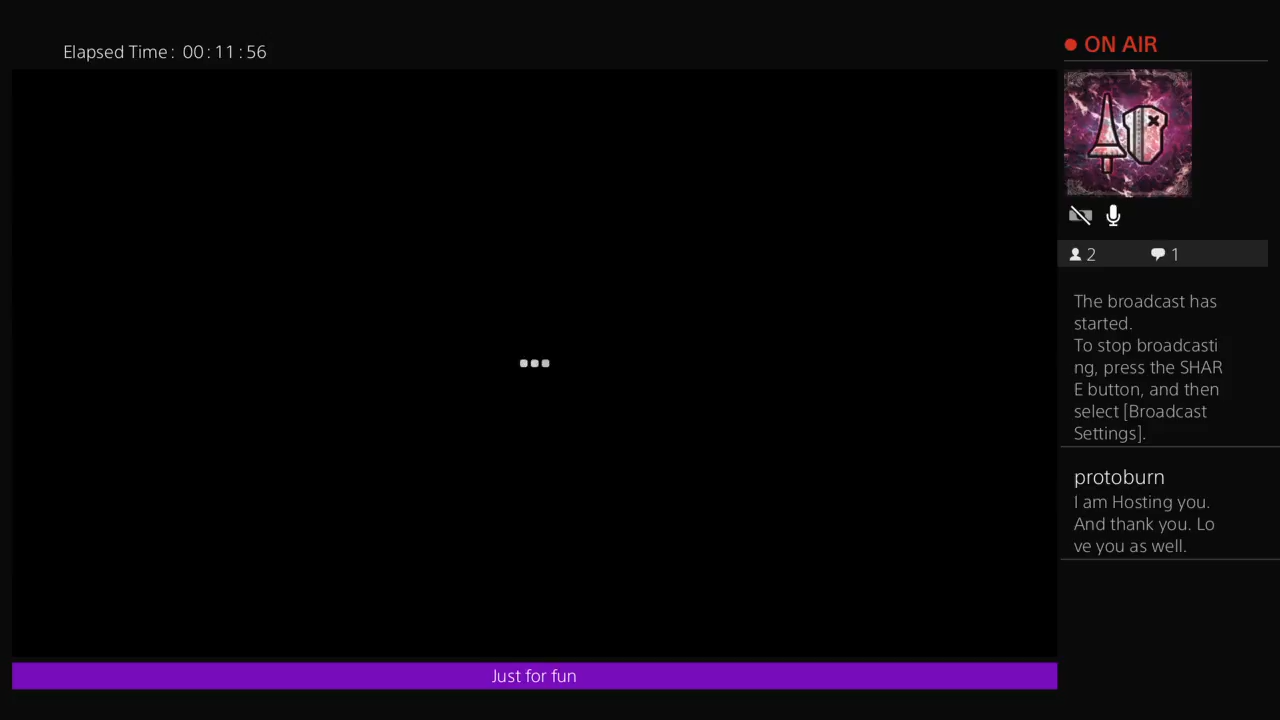 Elapsed Time: 00:11:56
ON AIR
2 1
The broadcast has
started.
To stop broadcasti
ng, press the SHAR
E button, and then
select [Broadcast
Settings].
protoburn
I am Hosting you.
And thank you. Lo
ve you as well.
Just for fun